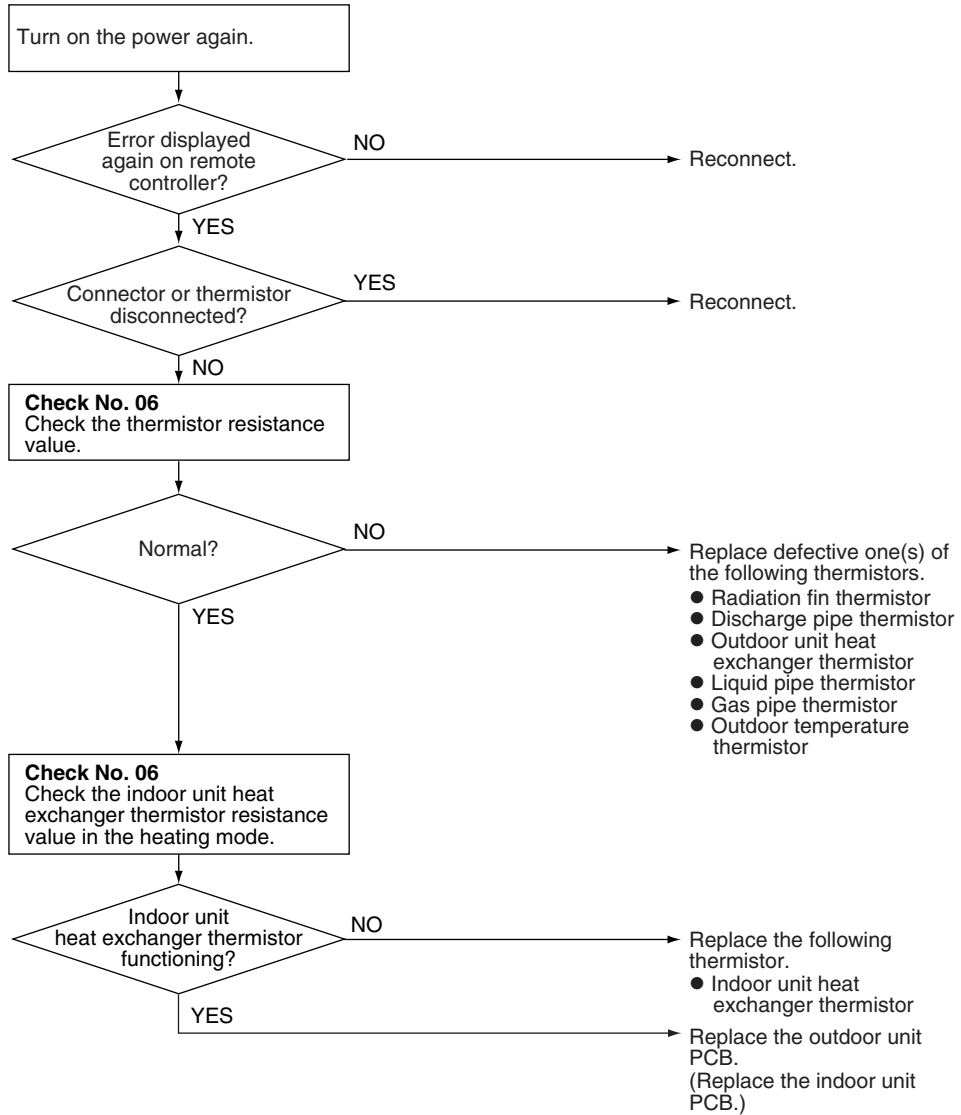 Turn on the power again.
Error displayed
again on remote
controller?
NO
Reconnect.
YES
Connector or thermistor
disconnected?
YES
Reconnect.
NO
Check No. 06
Check the thermistor resistance
value.
Normal?
NO
Replace defective one(s) of
the following thermistors.
● Radiation fin thermistor
● Discharge pipe thermistor
● Outdoor unit heat
exchanger thermistor
● Liquid pipe thermistor
● Gas pipe thermistor
● Outdoor temperature
thermistor
YES
Check No. 06
Check the indoor unit heat
exchanger thermistor resistance
value in the heating mode.
Indoor unit
heat exchanger thermistor
functioning?
NO
Replace the following
thermistor.
● Indoor unit heat
exchanger thermistor
YES
Replace the outdoor unit
PCB.
(Replace the indoor unit
PCB.)